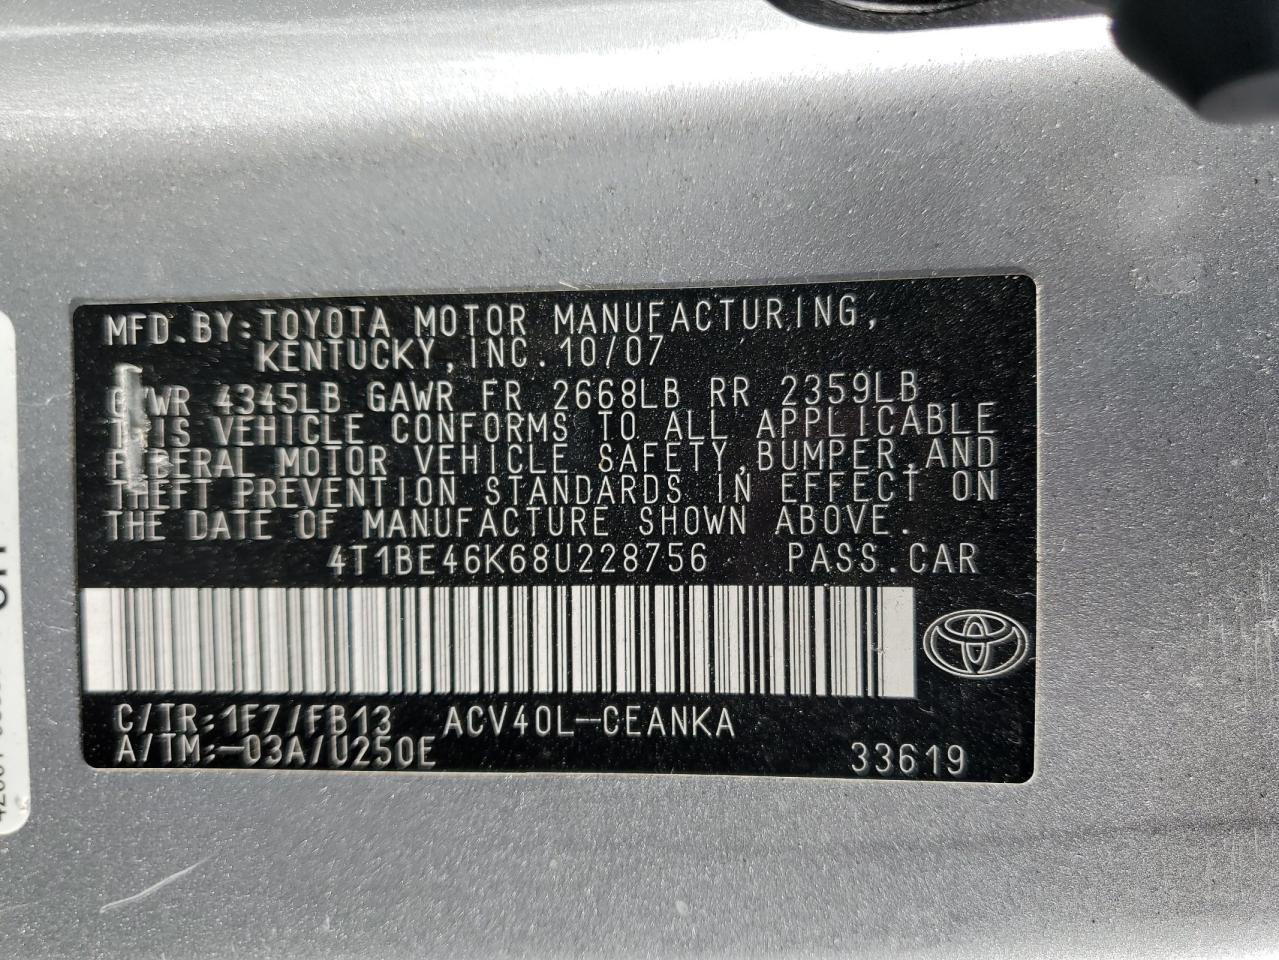 MFD.BY:TOYOTA MOTOR MANUFACTURING,
KENTUCKY,INC. 10/07
GVWR 4345LB GAWR FR 2668LB RR 2359LB
THIS VEHICLE CONFORMS TO ALL APPLICABLE
FEDERAL MOTOR VEHICLE SAFETY,BUMPER,AND
THEFT PREVENTION STANDARDS IN EFFECT ON
THE DATE OF MANUFACTURE SHOWN ABOVE.
4T1BE46K68U228756 PASS.CAR
C/TR:1F7/FB13 ACV40L-CEANKA
A/TM:-03A/U250E
33619